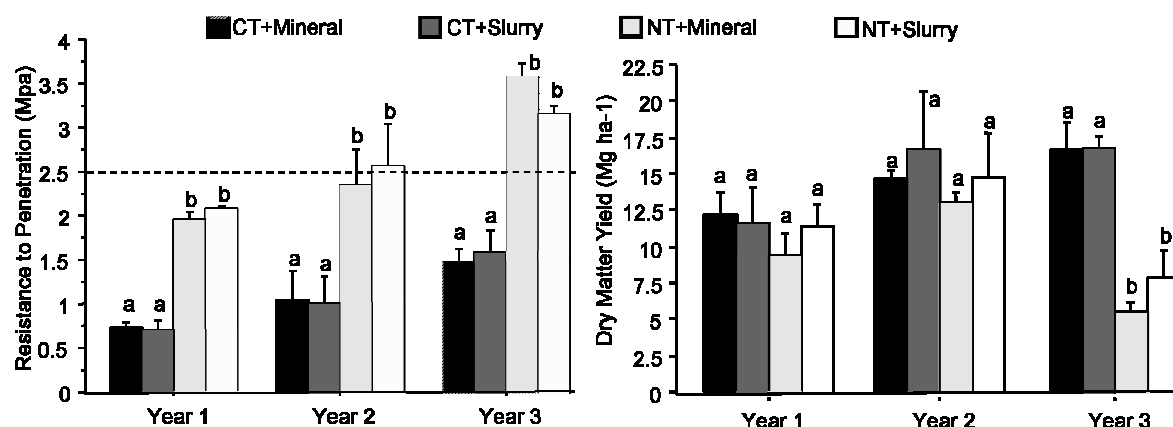 CT+Mineral CT+Slurry NT+Mineral NT+Slurry
Resistance to Penetration (Mpa)
4
3.5
3
2.5
2
1.5
1
0.5
0
a a b b
a a b b
a a b b
Year 1 Year 2 Year 3
Dry Matter Yield (Mg ha-1)
22.5
20
17.5
15
12.5
10
7.5
5
2.5
0
a a a a
a a a a
a a b b
Year 1 Year 2 Year 3